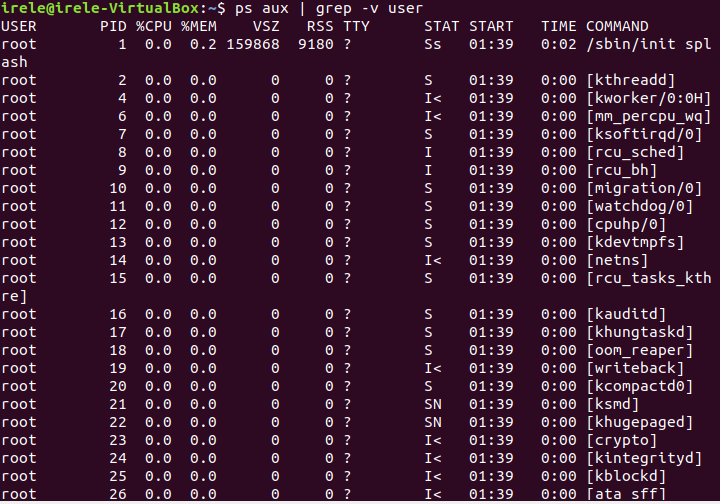 irele@irele-VirtualBox:~$ ps aux | grep -v user
USER       PID %CPU %MEM    VSZ   RSS TTY      STAT START   TIME COMMAND
root         1  0.0  0.2 159868  9180 ?        Ss   01:39   0:02 /sbin/init spl
ash
root         2  0.0  0.0      0     0 ?        S    01:39   0:00 [kthreadd]
root         4  0.0  0.0      0     0 ?        I<   01:39   0:00 [kworker/0:0H]
root         6  0.0  0.0      0     0 ?        I<   01:39   0:00 [mm_percpu_wq]
root         7  0.0  0.0      0     0 ?        S    01:39   0:00 [ksoftirqd/0]
root         8  0.0  0.0      0     0 ?        I    01:39   0:00 [rcu_sched]
root         9  0.0  0.0      0     0 ?        I    01:39   0:00 [rcu_bh]
root        10  0.0  0.0      0     0 ?        S    01:39   0:00 [migration/0]
root        11  0.0  0.0      0     0 ?        S    01:39   0:00 [watchdog/0]
root        12  0.0  0.0      0     0 ?        S    01:39   0:00 [cpuhp/0]
root        13  0.0  0.0      0     0 ?        S    01:39   0:00 [kdevtmpfs]
root        14  0.0  0.0      0     0 ?        I<   01:39   0:00 [netns]
root        15  0.0  0.0      0     0 ?        S    01:39   0:00 [rcu_tasks_kth
re]
root        16  0.0  0.0      0     0 ?        S    01:39   0:00 [kauditd]
root        17  0.0  0.0      0     0 ?        S    01:39   0:00 [khungtaskd]
root        18  0.0  0.0      0     0 ?        S    01:39   0:00 [oom_reaper]
root        19  0.0  0.0      0     0 ?        I<   01:39   0:00 [writeback]
root        20  0.0  0.0      0     0 ?        S    01:39   0:00 [kcompactd0]
root        21  0.0  0.0      0     0 ?        SN   01:39   0:00 [ksmd]
root        22  0.0  0.0      0     0 ?        SN   01:39   0:00 [khugepaged]
root        23  0.0  0.0      0     0 ?        I<   01:39   0:00 [crypto]
root        24  0.0  0.0      0     0 ?        I<   01:39   0:00 [kintegrityd]
root        25  0.0  0.0      0     0 ?        I<   01:39   0:00 [kblockd]
root        26  0.0  0.0      0     0 ?        I<   01:39   0:00 [ata_sff]